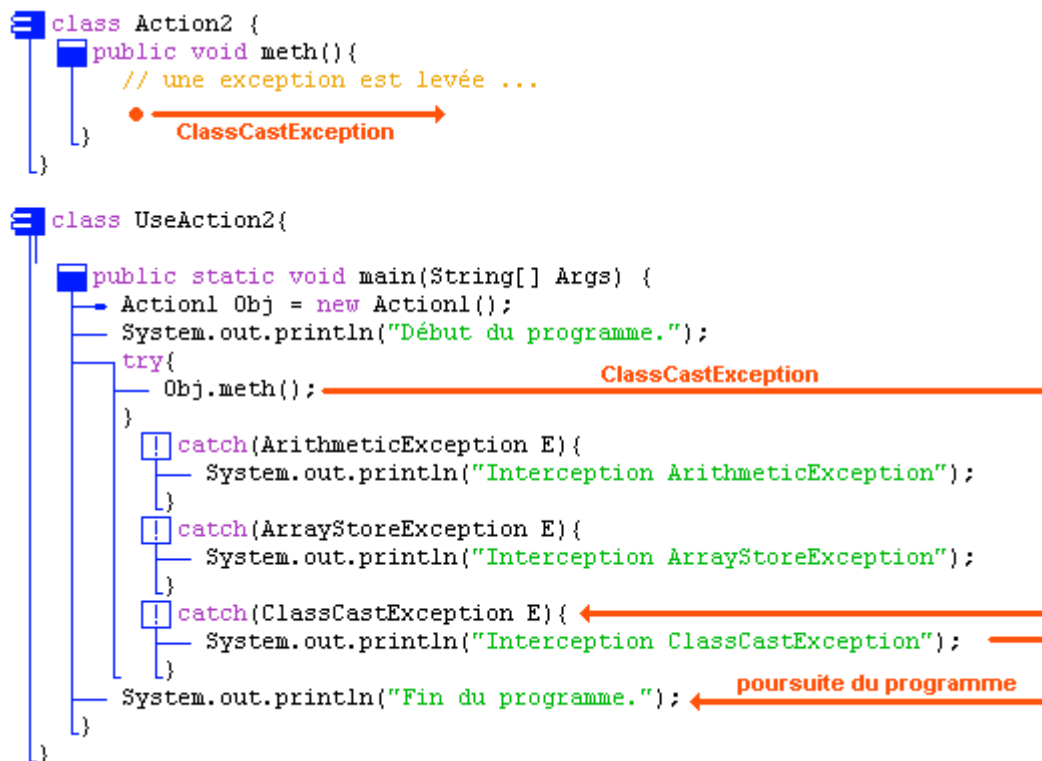 class Action2 {
public void meth(){
// une exception est levée ...
ClassCastException
}
}
class UseAction2{
public static void main(String[] Args) {
Action1 Obj = new Action1();
System.out.println("Début du programme.");
try{
ClassCastException
Obj.meth();
}
catch(ArithmeticException E){
System.out.println("Interception ArithmeticException");
}
catch(ArrayStoreException E){
System.out.println("Interception ArrayStoreException");
}
catch(ClassCastException E){
System.out.println("Interception ClassCastException");
}
poursuite du programme
System.out.println("Fin du programme.");
}
}